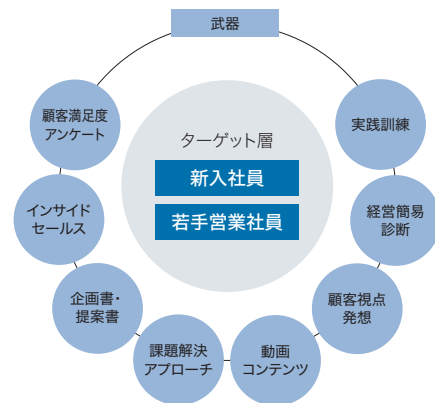 武器
顧客満足度
アンケート
実践訓練
ターゲット層
新入社員
若手営業社員
インサイド
セールス
経営簡易
診断
企画書・
提案書
顧客視点
発想
課題解決
アプローチ
動画
コンテンツ